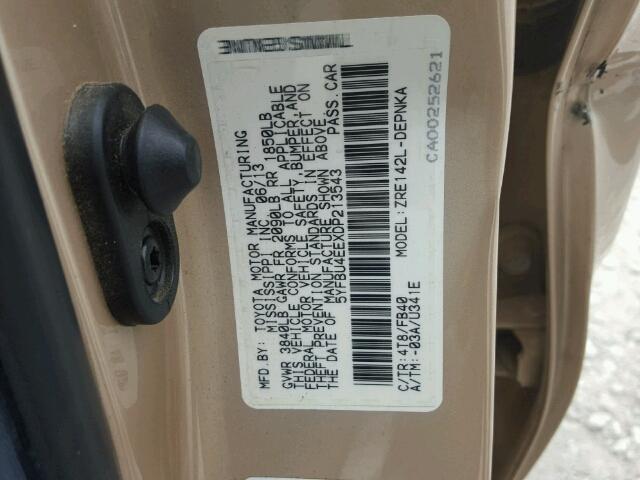 MFD. BY: TOYOTA MOTOR MANUFACTURING
MISSISSIPPI, INC. 06/13
GVWR 3840LB GAWR FR 2090LB RR 1850LB
THIS VEHICLE CONFORMS TO ALL APPLICABLE
FEDERAL MOTOR VEHICLE SAFETY, BUMPER, AND
THEFT PREVENTION STANDARDS IN EFFECT ON
THE DATE OF MANUFACTURE SHOWN ABOVE.
5YFBU4EEXDP213543 PASS. CAR
C/TR:4T8/FB40 MODEL: ZRE142L-DEPNKA
A/TM:-03A/U341E
CA00252621